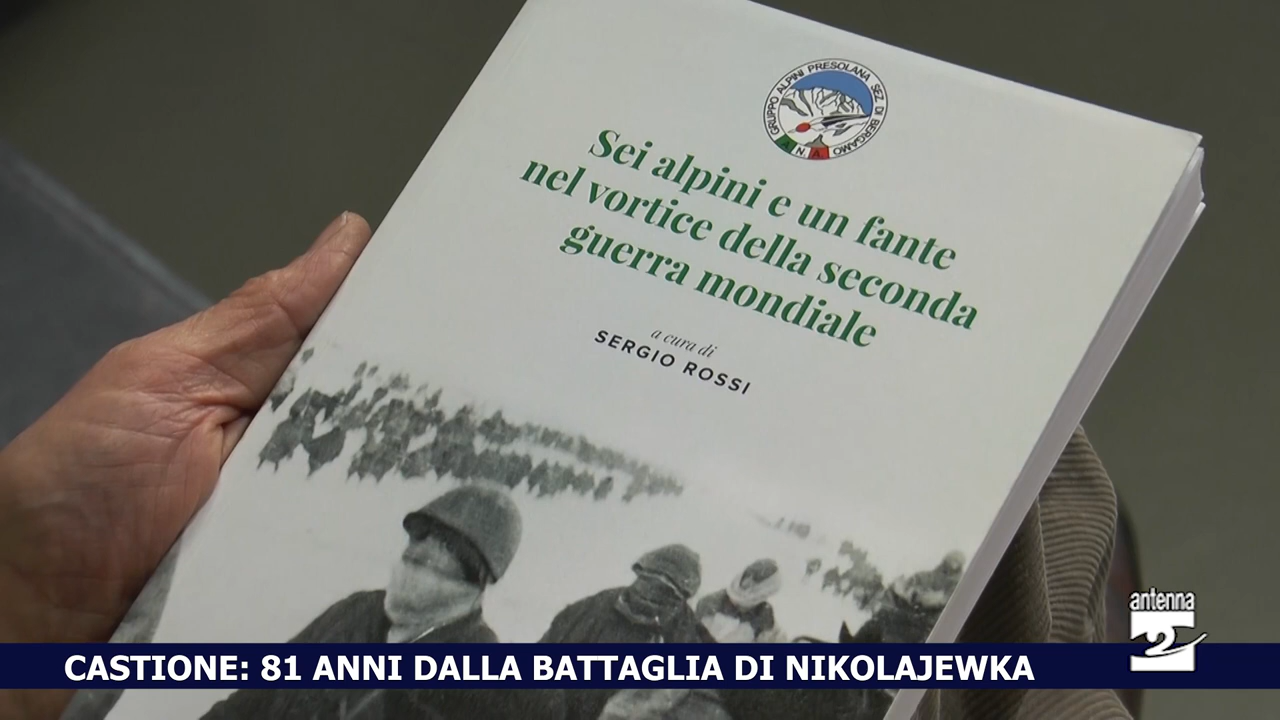 GRUPPO ALPINI PRESOLANA SEZ DI BERGAMO
A.N.A.
Sei alpini e un fante
nel vortice della seconda
guerra mondiale
a cura di
SERGIO ROSSI
antenna
2
CASTIONE: 81 ANNI DALLA BATTAGLIA DI NIKOLAJEWKA